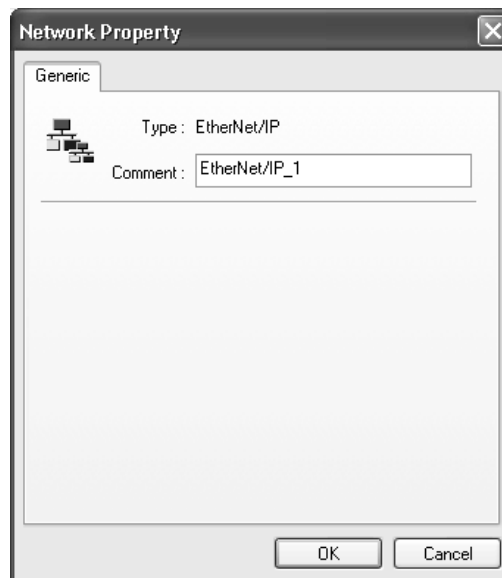 Network Property
Generic
Type : EtherNet/IP
Comment : EtherNet/IP_1
OK Cancel